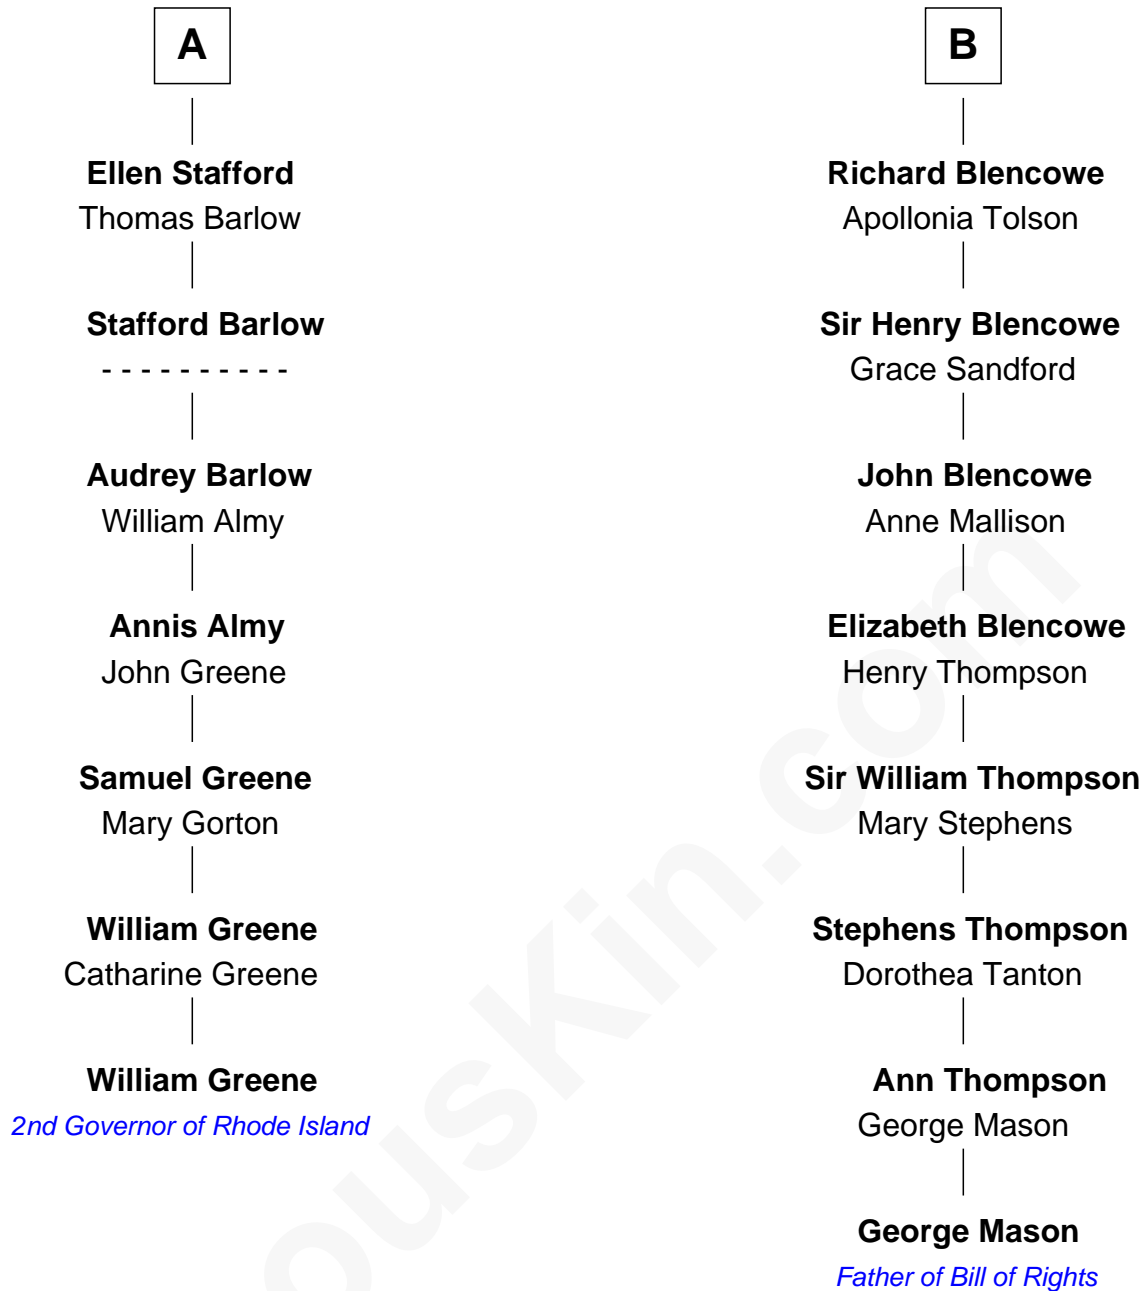 A
Ellen Stafford
Thomas Barlow
Stafford Barlow
- - - - - - - - - -
Audrey Barlow
William Almy
Annis Almy
John Greene
Samuel Greene
Mary Gorton
William Greene
Catharine Greene
William Greene
2nd Governor of Rhode Island
B
Richard Blencowe
Apollonia Tolson
Sir Henry Blencowe
Grace Sandford
John Blencowe
Anne Mallison
Elizabeth Blencowe
Henry Thompson
Sir William Thompson
Mary Stephens
Stephens Thompson
Dorothea Tanton
Ann Thompson
George Mason
George Mason
Father of Bill of Rights
ousKin.com